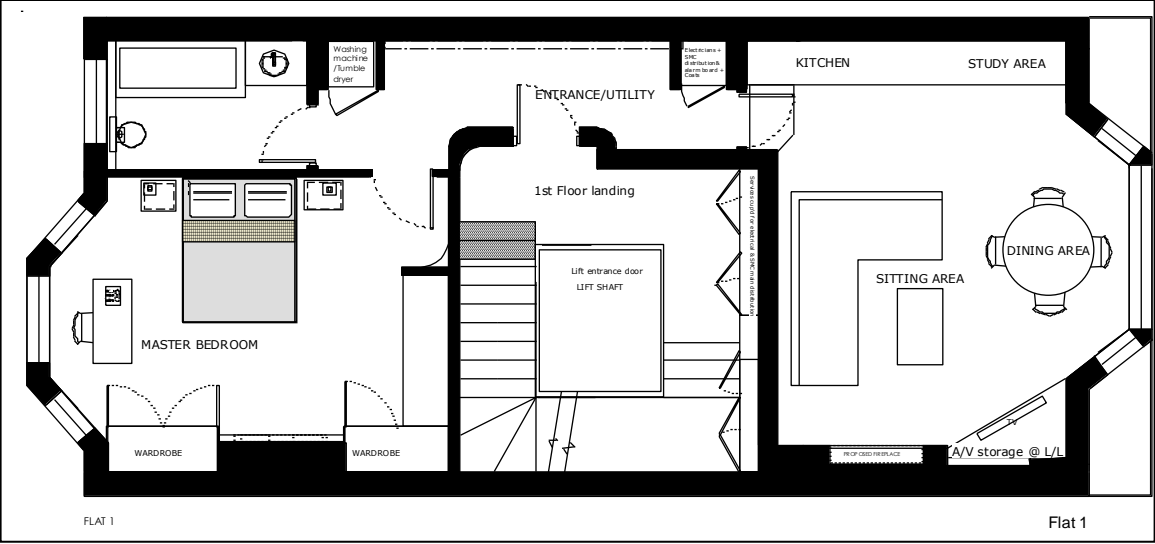 Washing
machine
/Tumble
dryer
Electricians +
SMC
distribution&
alarm board +
Coats
KITCHEN
STUDY AREA
ENTRANCE/UTILITY
1st Floor landing
Lift entrance door
LIFT SHAFT
DINING AREA
SITTING AREA
MASTER BEDROOM
WARDROBE
WARDROBE
TV
PROPOSED FIREPLACE
A/V storage @ L/L
FLAT 1
Flat 1